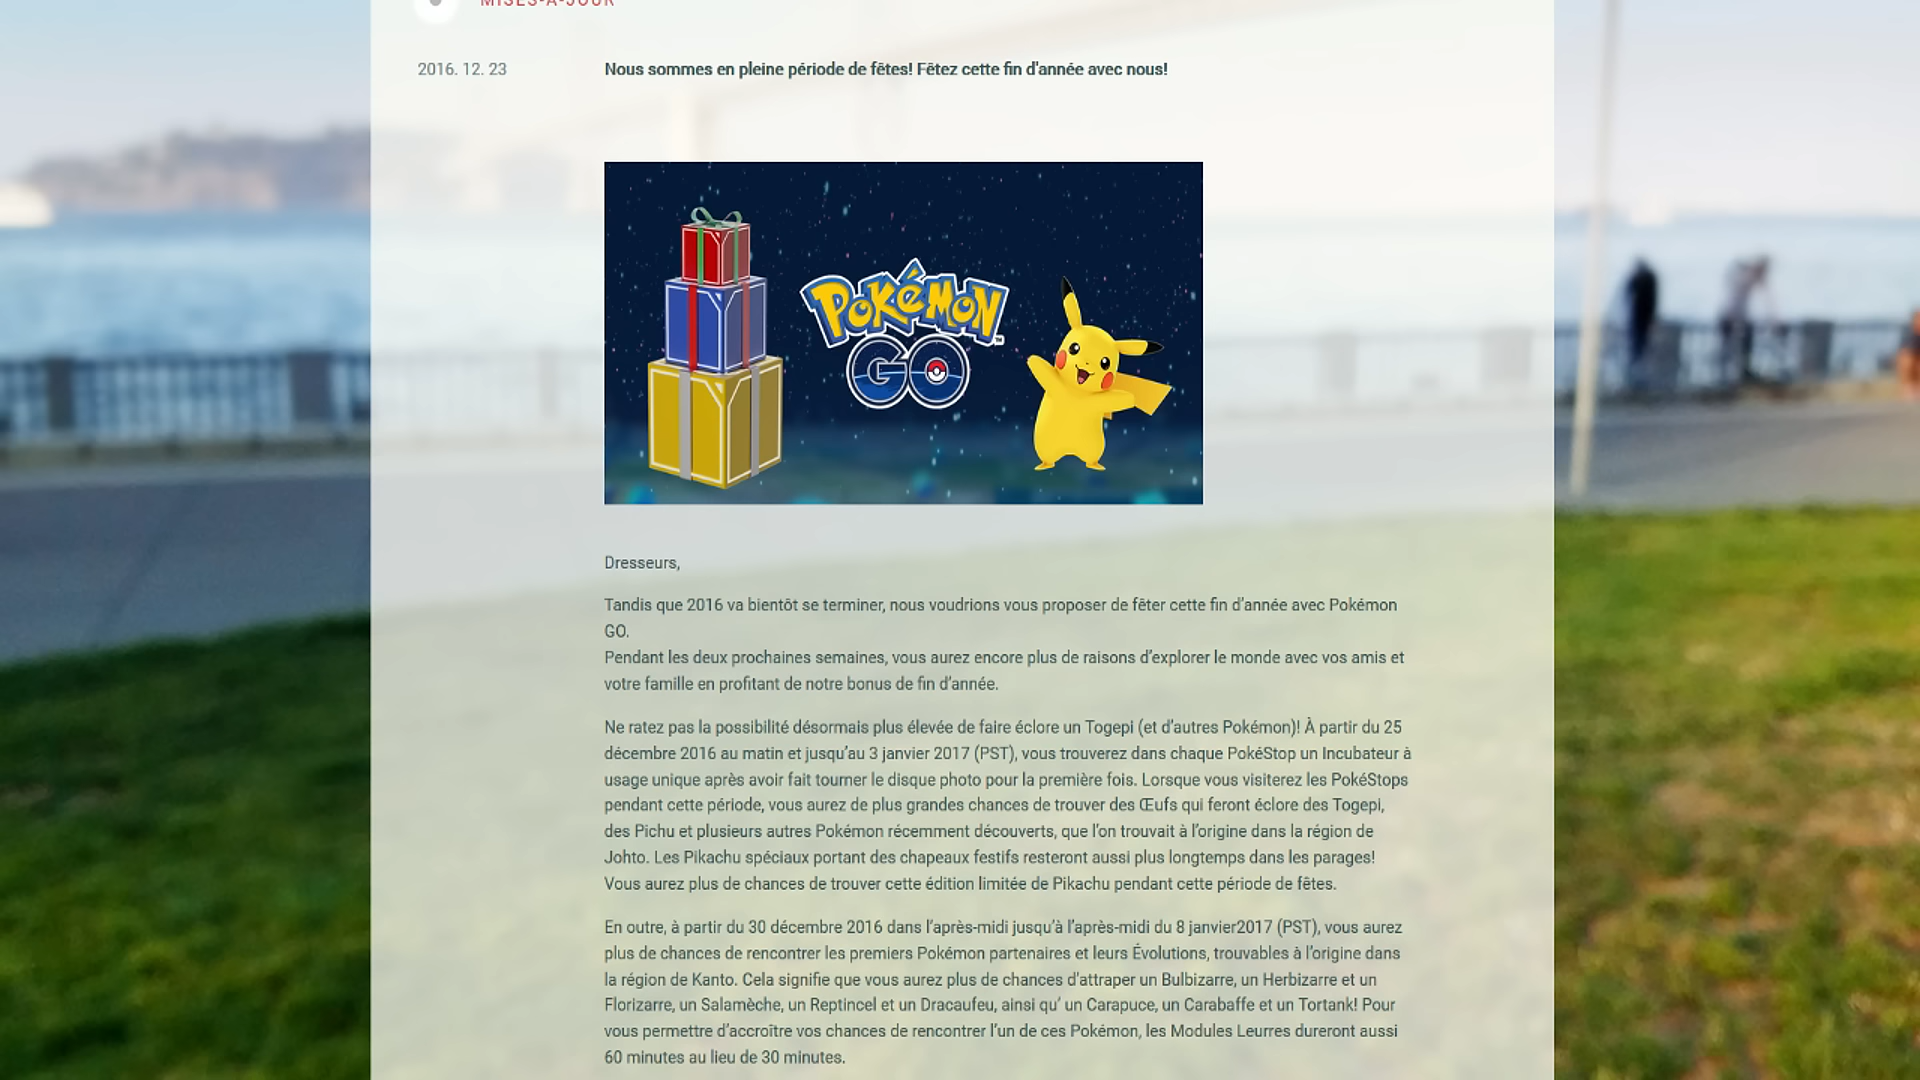 MISES-À-JOUR
2016. 12. 23
Nous sommes en pleine période de fêtes! Fêtez cette fin d'année avec nous!
POKéMON
GO
Dresseurs,
Tandis que 2016 va bientôt se terminer, nous voudrions vous proposer de fêter cette fin d’année avec Pokémon
GO.
Pendant les deux prochaines semaines, vous aurez encore plus de raisons d’explorer le monde avec vos amis et
votre famille en profitant de notre bonus de fin d’année.
Ne ratez pas la possibilité désormais plus élevée de faire éclore un Togepi (et d’autres Pokémon)! À partir du 25
décembre 2016 au matin et jusqu’au 3 janvier 2017 (PST), vous trouverez dans chaque PokéStop un Incubateur à
usage unique après avoir fait tourner le disque photo pour la première fois. Lorsque vous visiterez les PokéStops
pendant cette période, vous aurez de plus grandes chances de trouver des Œufs qui feront éclore des Togepi,
des Pichu et plusieurs autres Pokémon récemment découverts, que l’on trouvait à l’origine dans la région de
Johto. Les Pikachu spéciaux portant des chapeaux festifs resteront aussi plus longtemps dans les parages!
Vous aurez plus de chances de trouver cette édition limitée de Pikachu pendant cette période de fêtes.
En outre, à partir du 30 décembre 2016 dans l’après-midi jusqu’à l’après-midi du 8 janvier2017 (PST), vous aurez
plus de chances de rencontrer les premiers Pokémon partenaires et leurs Évolutions, trouvables à l’origine dans
la région de Kanto. Cela signifie que vous aurez plus de chances d’attraper un Bulbizarre, un Herbizarre et un
Florizarre, un Salamèche, un Reptincel et un Dracaufeu, ainsi qu’ un Carapuce, un Carabaffe et un Tortank! Pour
vous permettre d’accroître vos chances de rencontrer l’un de ces Pokémon, les Modules Leurres dureront aussi
60 minutes au lieu de 30 minutes.